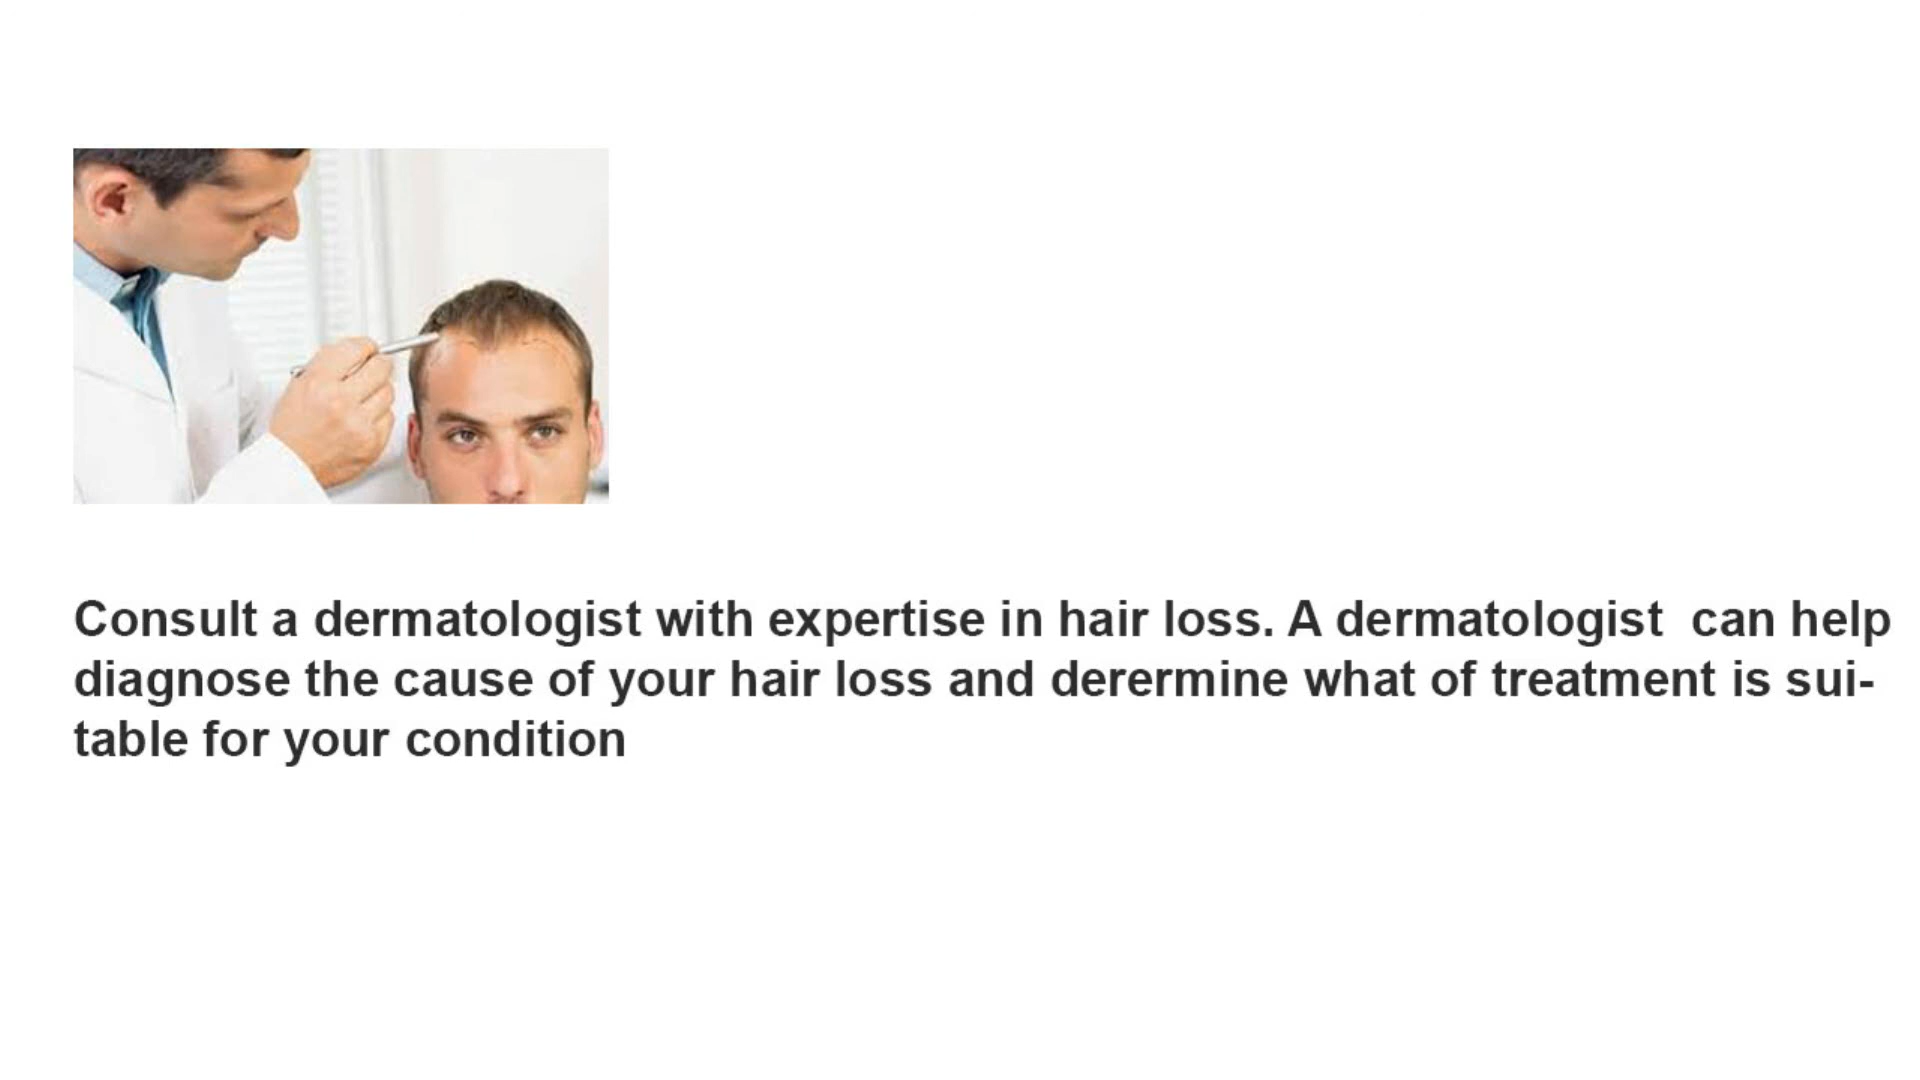 Consult a dermatologist with expertise in hair loss. A dermatologist  can help
diagnose the cause of your hair loss and derermine what of treatment is sui-
table for your condition